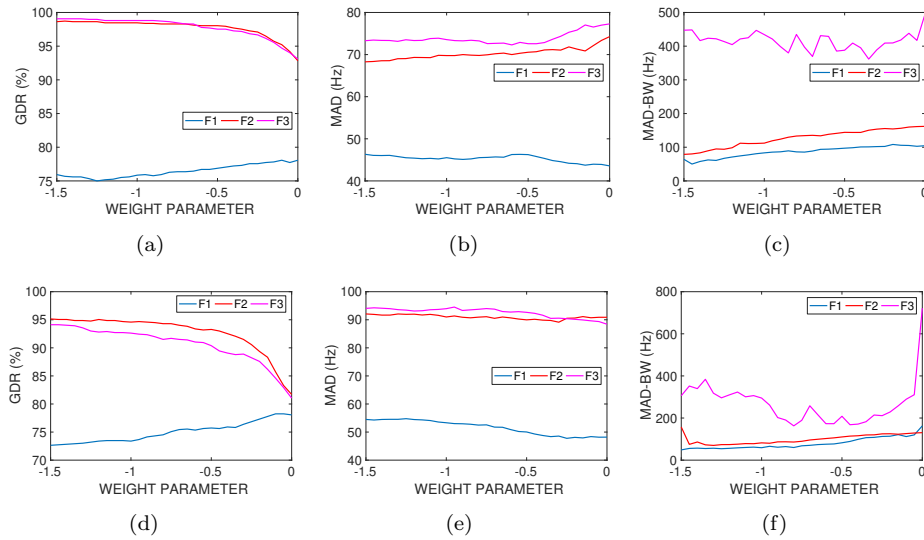 100
95
90
85
80
75
GDR (%)
F1 F2 F3
-1.5 -1 -0.5 0
WEIGHT PARAMETER
(a)
80
70
60
50
40
MAD (Hz)
F1 F2 F3
-1.5 -1 -0.5 0
WEIGHT PARAMETER
(b)
500
400
300
200
100
0
MAD-BW (Hz)
F1 F2 F3
-1.5 -1 -0.5 0
WEIGHT PARAMETER
(c)
100
95
90
85
80
75
70
GDR (%)
F1 F2 F3
-1.5 -1 -0.5 0
WEIGHT PARAMETER
(d)
100
90
80
70
60
50
40
MAD (Hz)
F1 F2 F3
-1.5 -1 -0.5 0
WEIGHT PARAMETER
(e)
800
600
400
200
0
MAD-BW (Hz)
F1 F2 F3
-1.5 -1 -0.5 0
WEIGHT PARAMETER
(f)